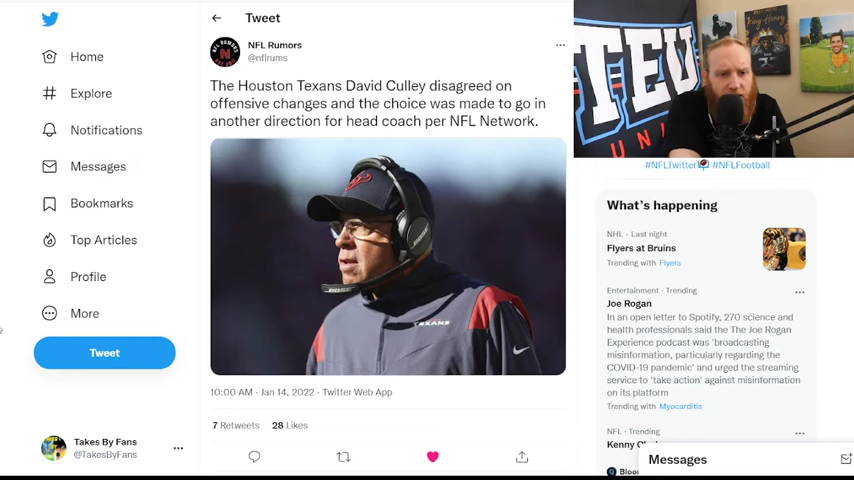 Home
Explore
Notifications
Messages
Bookmarks
Top Articles
Profile
More
Tweet
Takes By Fans
@TakesByFans
Tweet
NFL Rumors
@nflrums
The Houston Texans David Culley disagreed on
offensive changes and the choice was made to go in
another direction for head coach per NFL Network.
TEXANS
BOSE
10:00 AM · Jan 14, 2022 · Twitter Web App
7 Retweets 28 Likes
#NFLTwitter #NFLFootball
What's happening
NHL · Last night
Flyers at Bruins
Trending with Flyers
Entertainment · Trending
Joe Rogan
In an open letter to Spotify, 270 science and
health professionals said the The Joe Rogan
Experience podcast was 'broadcasting
misinformation, particularly regarding the
COVID-19 pandemic' and urged the streaming
service to 'take action' against misinformation
on its platform
Trending with Myocarditis
NFL · Trending
Kenny
Messages